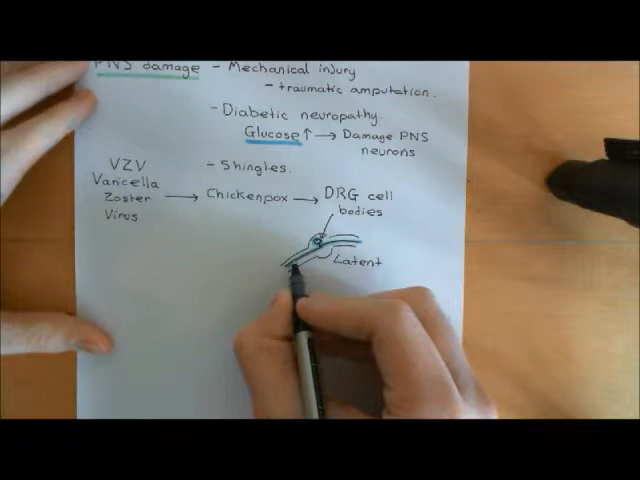 PNS damage - Mechanical injury
- traumatic amputation.
- Diabetic neuropathy.
Glucose ↑ → Damage PNS
neurons
- Shingles.
VZV
Varicella
Zoster
Virus
→ Chickenpox → DRG cell
bodies
Latent